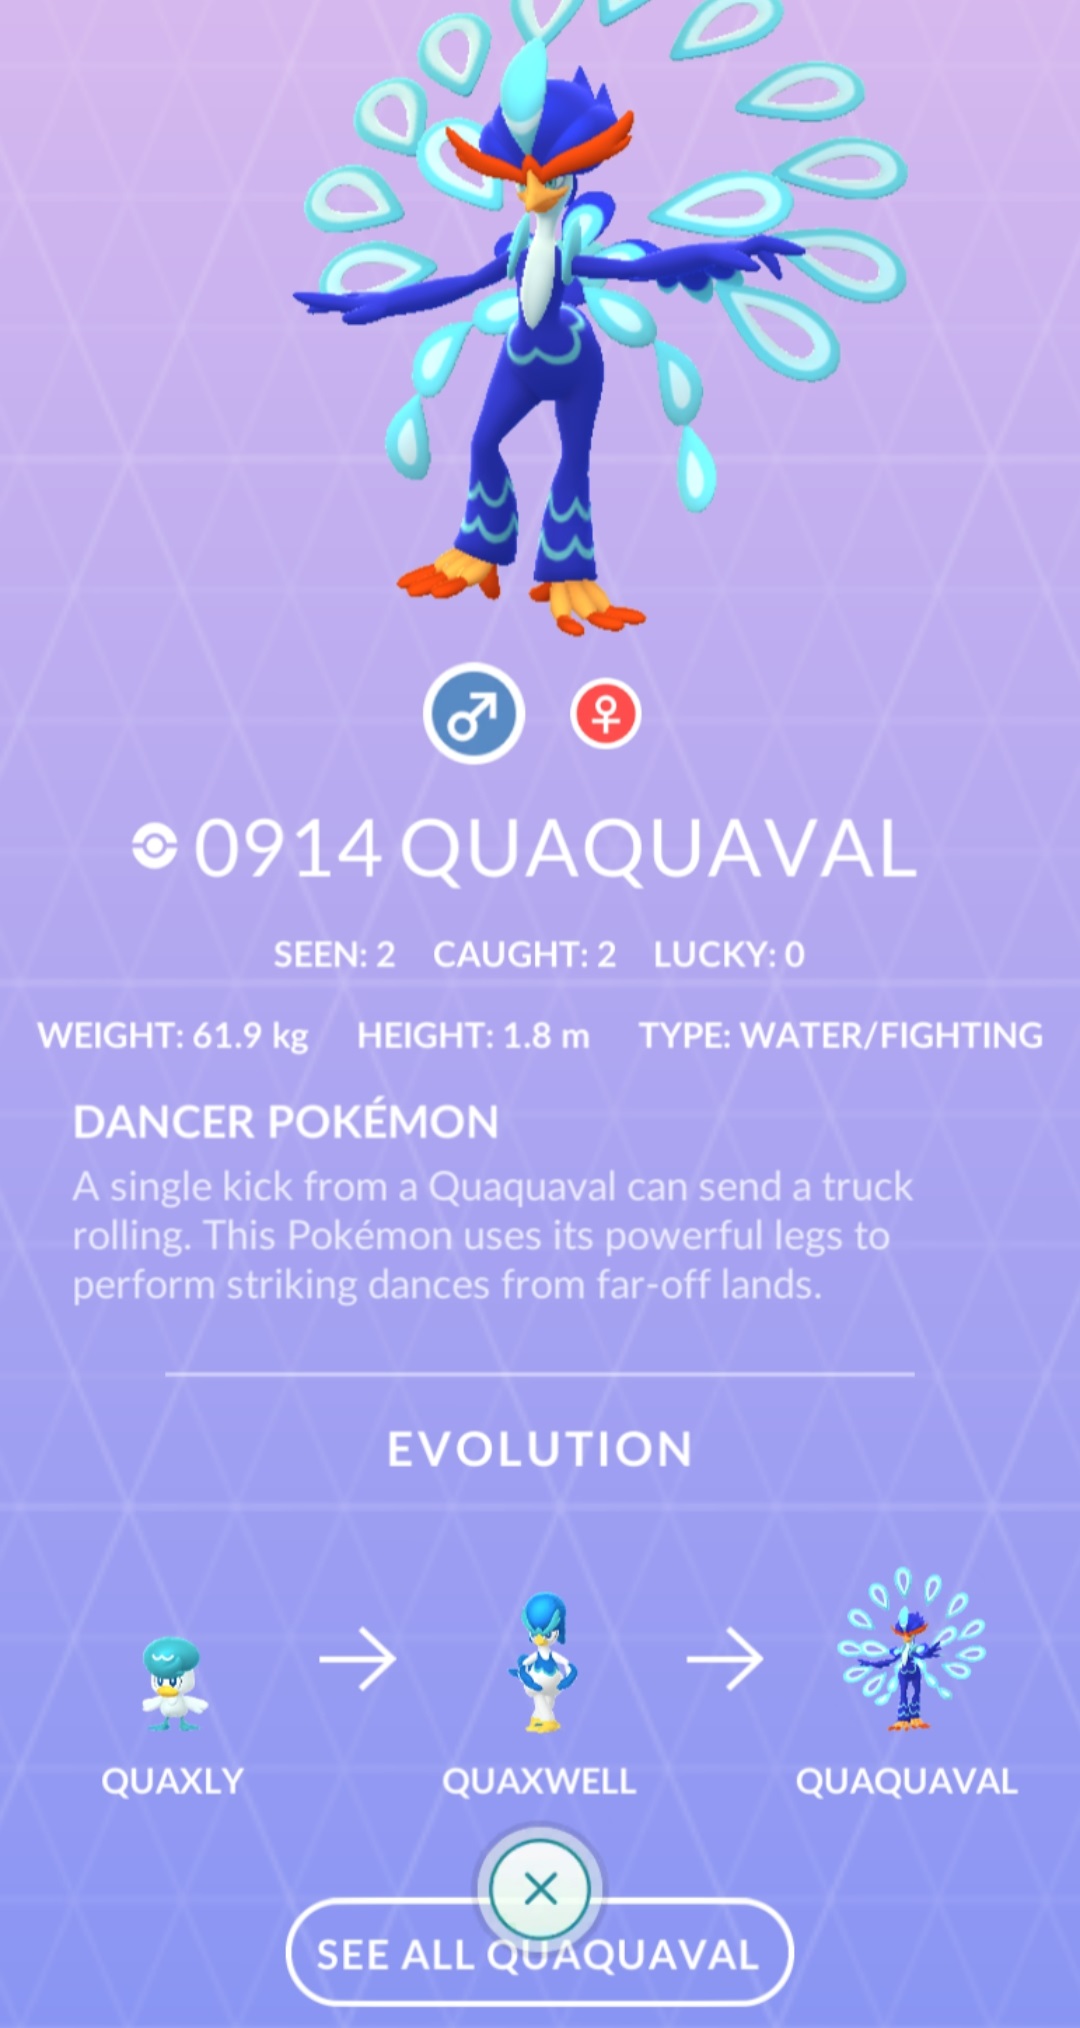 0914 QUAQUAVAL
SEEN: 2 CAUGHT: 2 LUCKY: 0
WEIGHT: 61.9 kg HEIGHT: 1.8 m TYPE: WATER/FIGHTING
DANCER POKÉMON
A single kick from a Quaquaval can send a truck
rolling. This Pokémon uses its powerful legs to
perform striking dances from far-off lands.
EVOLUTION
QUAXLY QUAXWELL QUAQUAVAL
SEE ALL QUAQUAVAL